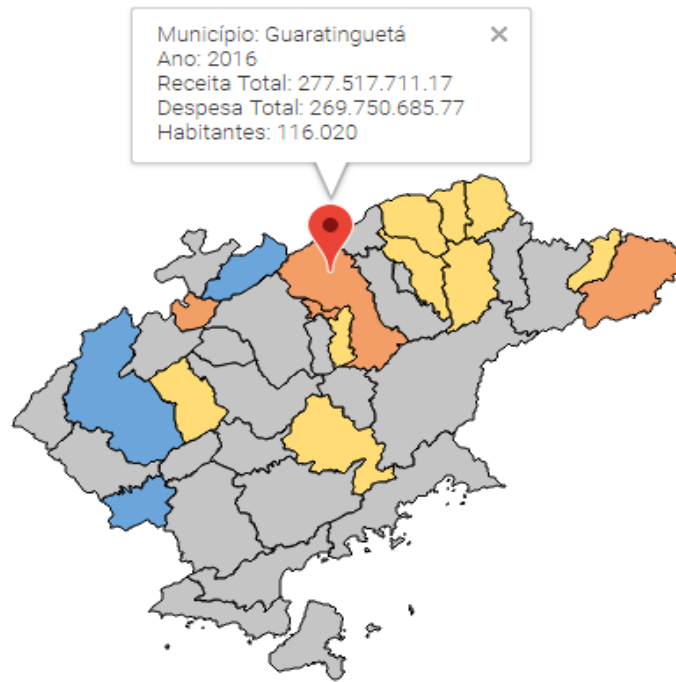 Município: Guaratinguetá
Ano: 2016
Receita Total: 277.517.711.17
Despesa Total: 269.750.685.77
Habitantes: 116.020